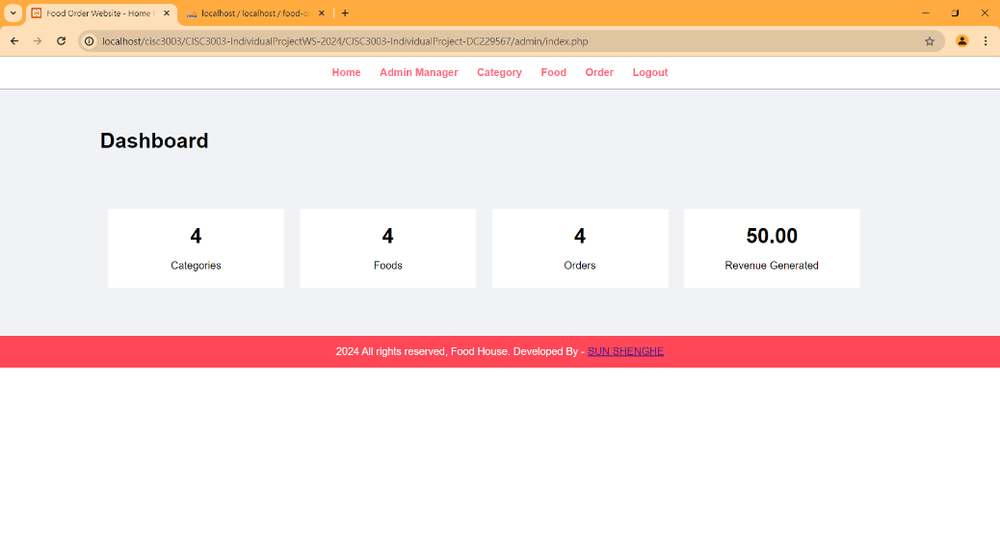 Food Order Website - Home
localhost / localhost / food-o
localhost/cisc3003/CISC3003-IndividualProjectWS-2024/CISC3003-IndividualProject-DC229567/admin/index.php
Home Admin Manager Category Food Order Logout
Dashboard
4 4 4 50.00
Categories Foods Orders Revenue Generated
2024 All rights reserved, Food House. Developed By - SUN SHENGHE